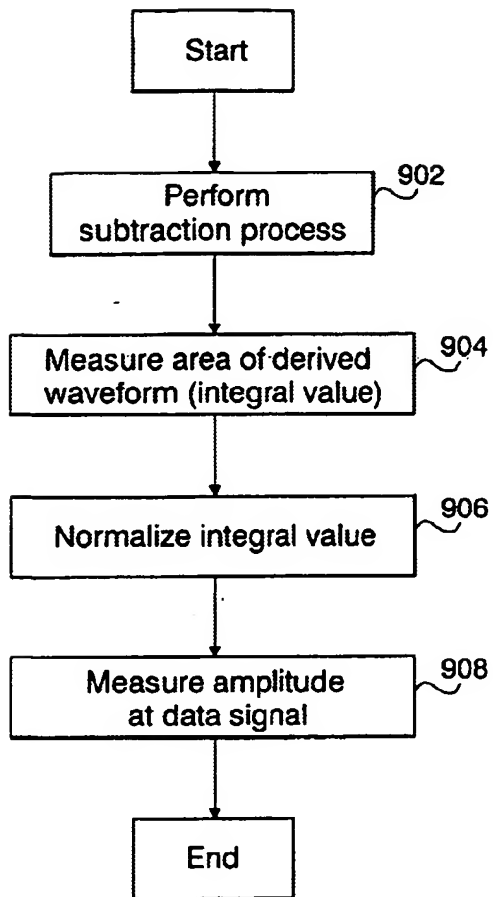 Start
902
Perform
subtraction process
904
Measure area of derived
waveform (integral value)
906
Normalize integral value
908
Measure amplitude
at data signal
End